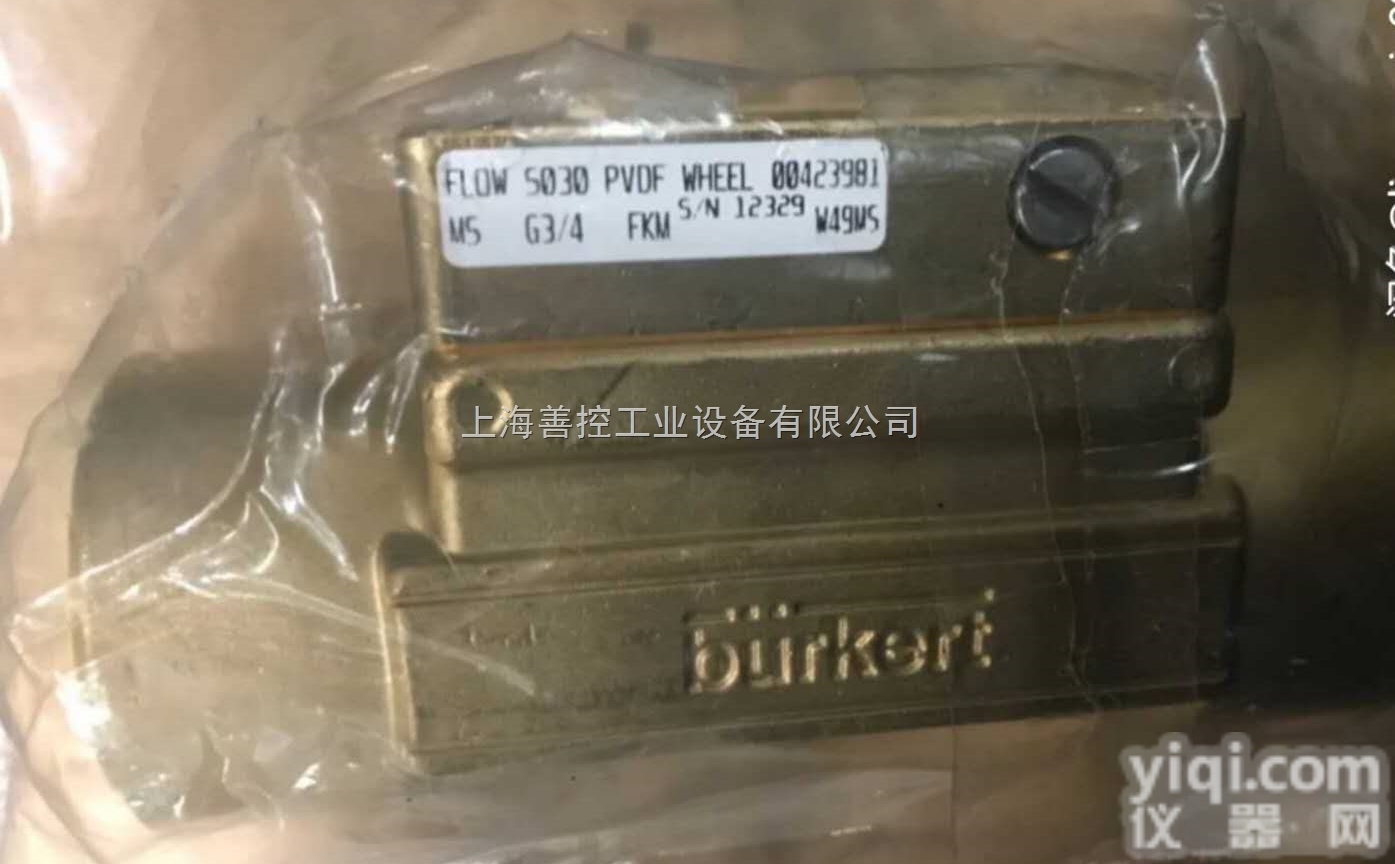 FLOW S030 PVDF WHEEL 00423981
MS G3/4 FKM S/N 12329 W49MS
上海善控工业设备有限公司
bürkert
yiqi.com
仪器网